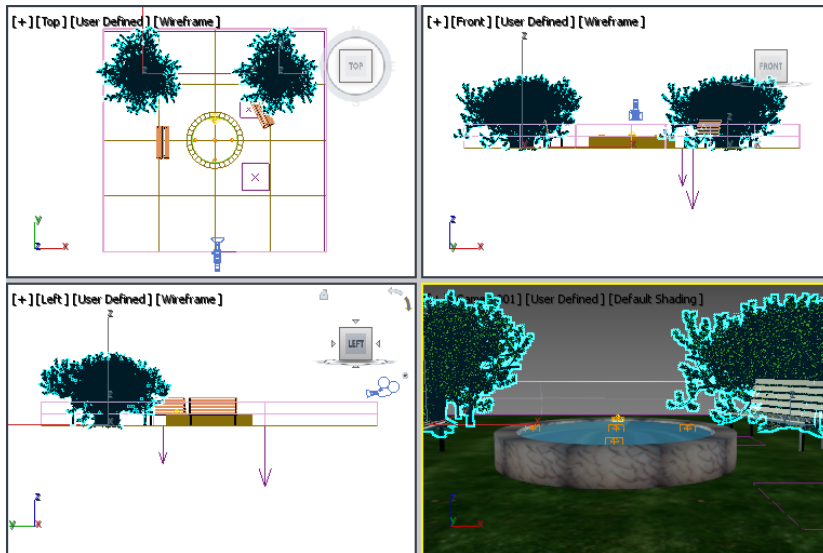 [+] [Top] [User Defined] [Wireframe]
TOP
z
y
z
x
[+] [Front] [User Defined] [Wireframe]
FRONT
z
x
z
y
x
[+] [Left] [User Defined] [Wireframe]
LEFT
z
z
y
x
01] [User Defined] [Default Shading]
z
z
y
x